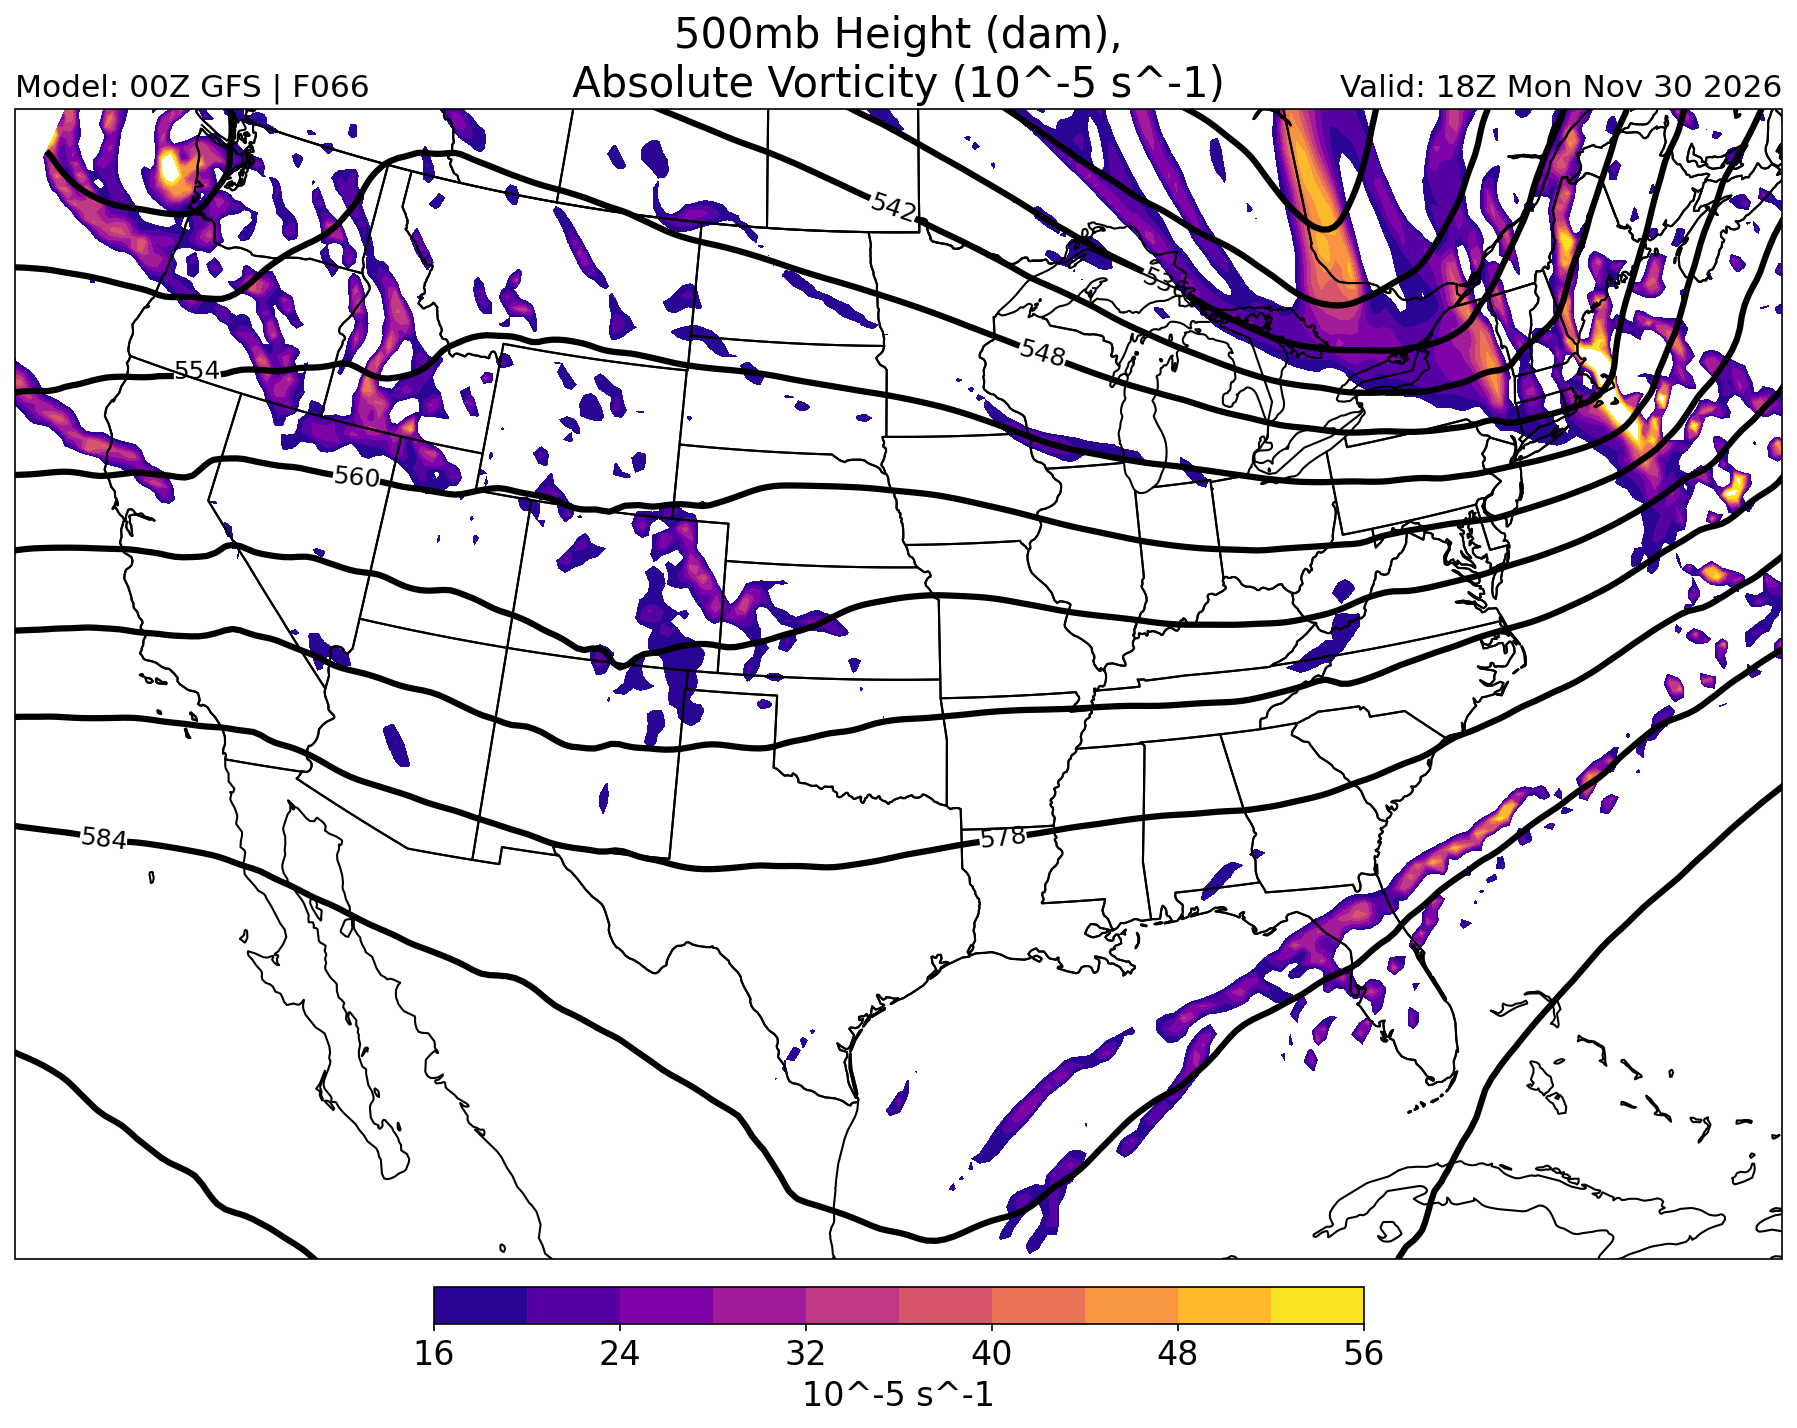 500mb Height (dam),
Model: 00Z GFS | F066
Absolute Vorticity (10^-5 s^-1)
Valid: 18Z Mon Nov 30 2026
542
536
548
554
560
578
584
16 24 32 40 48 56
10^-5 s^-1